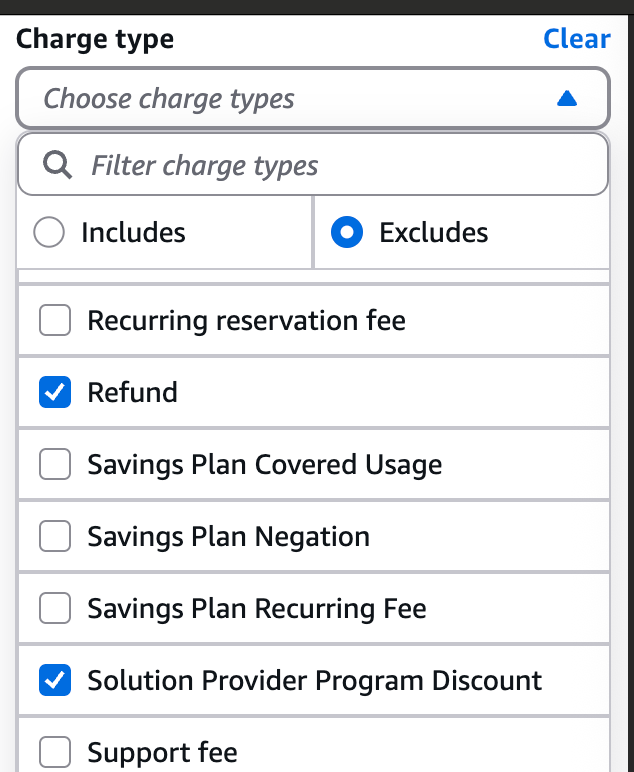 Charge type
Clear
Choose charge types
Filter charge types
Includes
Excludes
Recurring reservation fee
Refund
Savings Plan Covered Usage
Savings Plan Negation
Savings Plan Recurring Fee
Solution Provider Program Discount
Support fee